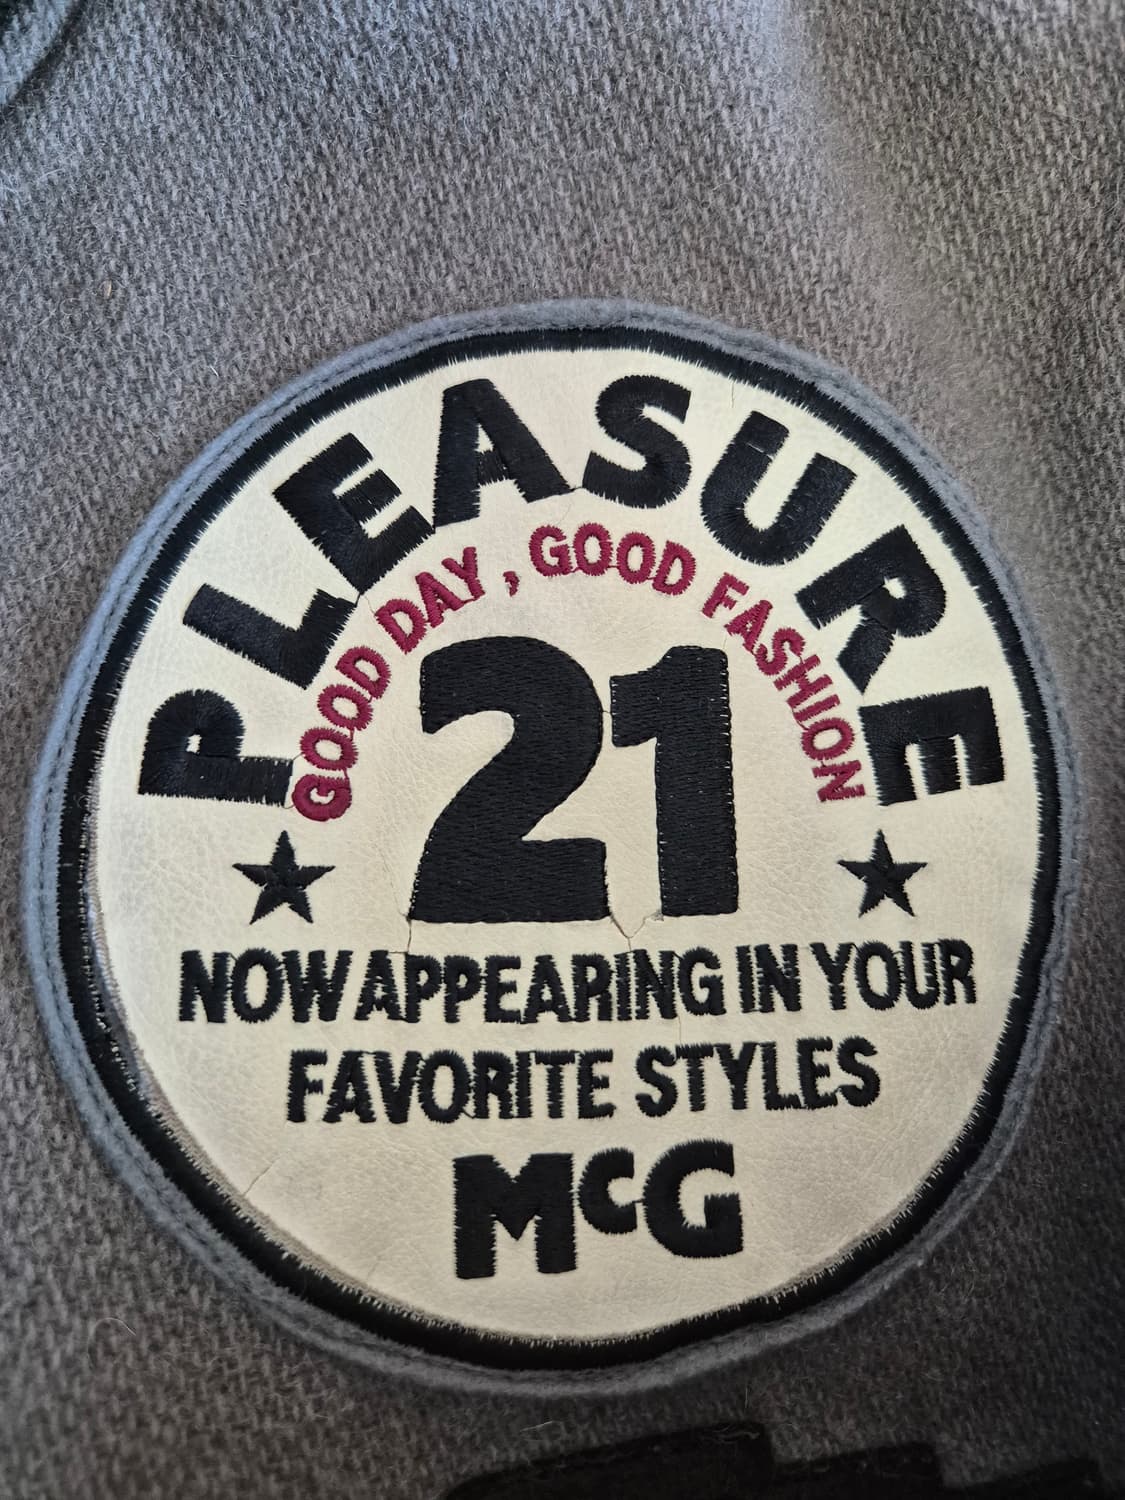 PLEASURE
GOOD DAY, GOOD FASHION
21
NOW APPEARING IN YOUR
FAVORITE STYLES
McG